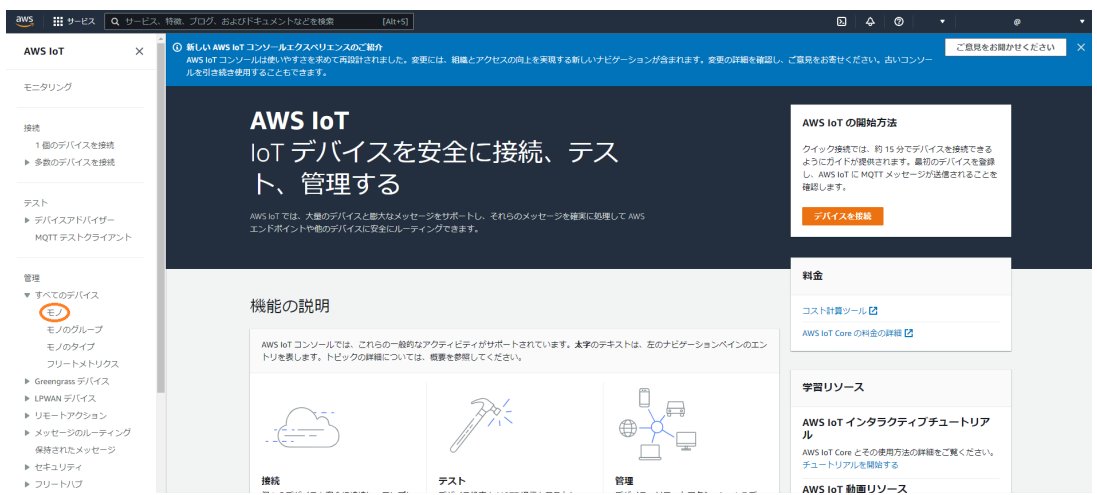 aws
サービス
サービス、特徴、ブログ、およびドキュメントなどを検索
[Alt+S]
@
AWS IoT
モニタリング
接続
1 個のデバイスを接続
多数のデバイスを接続
テスト
デバイスアドバイザー
MQTT テストクライアント
管理
すべてのデバイス
モノ
モノのグループ
モノのタイプ
フリートメトリクス
Greengrass デバイス
LPWAN デバイス
リモートアクション
メッセージのルーティング
保持されたメッセージ
セキュリティ
フリートハブ
新しい AWS IoT コンソールエクスペリエンスのご紹介
AWS IoT コンソールは使いやすさを求めて再設計されました。変更には、組織とアクセスの向上を実現する新しいナビゲーションが含まれます。変更の詳細を確認し、ご意見をお寄せください。古いコンソー
ルを引き続き使用することもできます。
ご意見をお聞かせください
AWS IoT
IoT デバイスを安全に接続、テス
ト、管理する
AWS IoT では、大量のデバイスと膨大なメッセージをサポートし、それらのメッセージを確実に処理して AWS
エンドポイントや他のデバイスに安全にルーティングできます。
AWS IoT の開始方法
クイック接続では、約 15 分でデバイスを接続できる
ようにガイドが提供されます。最初のデバイスを登録
し、AWS IoT に MQTT メッセージが送信されることを
確認します。
デバイスを接続
料金
コスト計算ツール
AWS IoT Core の料金の詳細
機能の説明
AWS IoT コンソールでは、これらの一般的なアクティビティがサポートされています。太字のテキストは、左のナビゲーションペインのエン
トリを表します。トピックの詳細については、概要を参照してください。
接続
テスト
管理
学習リソース
AWS IoT インタラクティブチュートリア
ル
AWS IoT Core とその使用方法の詳細をご覧ください。
チュートリアルを開始する
AWS IoT 動画リソース